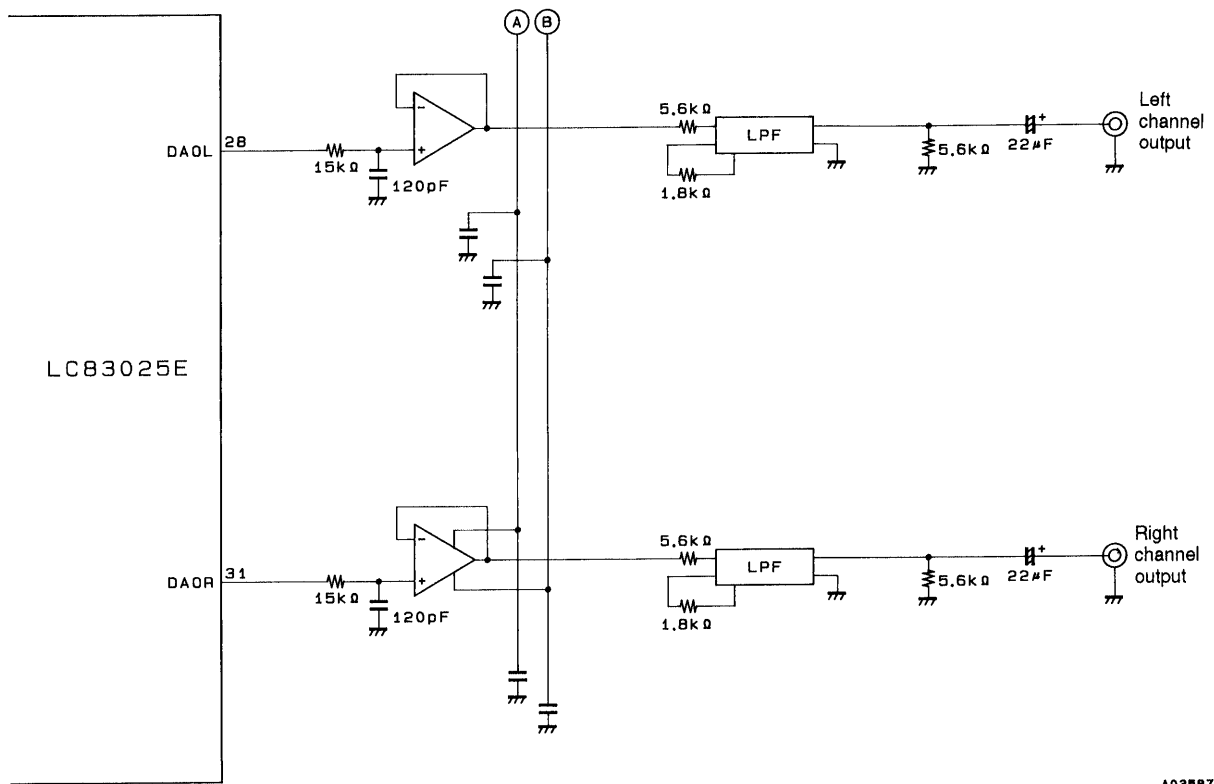 A B
Left
channel
output
5.6kΩ
LPF
28
DAOL
15kΩ
120pF
5.6kΩ
22μF
1.8kΩ
LC83025E
Right
channel
output
5.6kΩ
LPF
31
DAOR
15kΩ
120pF
5.6kΩ
22μF
1.8kΩ
A03587